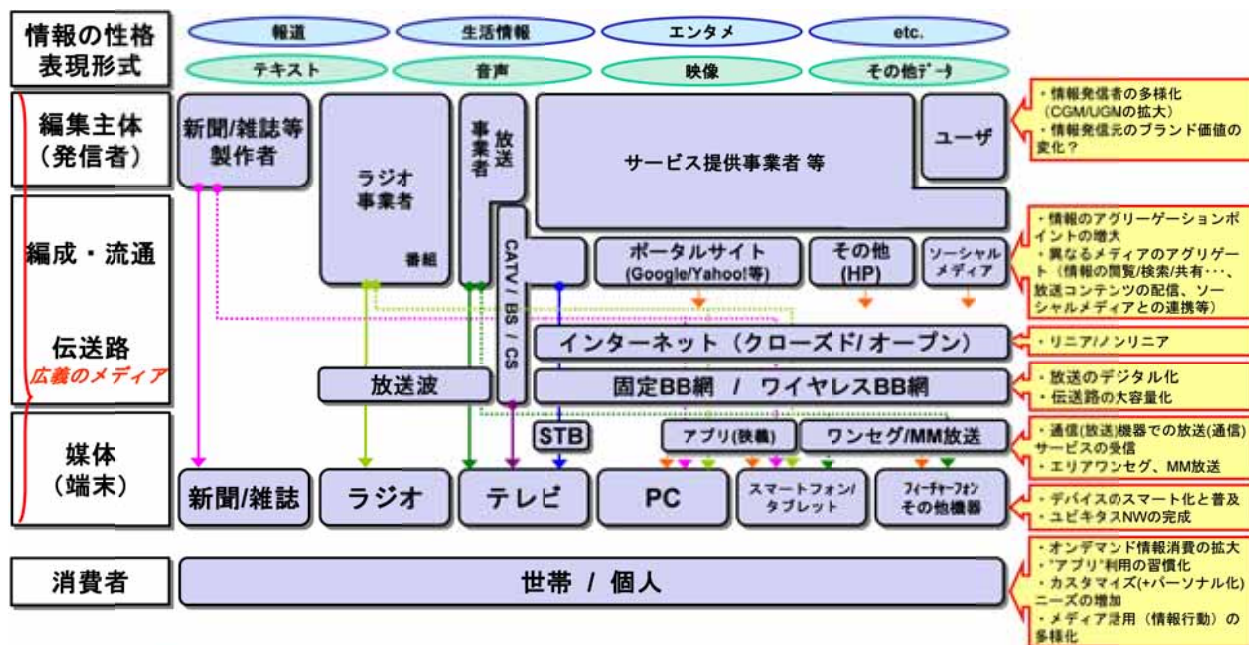 情報の性格
表現形式
報道
生活情報
エンタメ
etc.
テキスト
音声
映像
その他データ
編集主体
(発信者)
新聞/雑誌等
製作者
ラジオ
事業者
番組
放送
事業者
サービス提供事業者 等
ユーザ
・情報発信者の多様化
(CGM/UGNの拡大)
・情報発信元のブランド価値の
変化？
編成・流通
CATV / BS / CS
ポータルサイト
(Google/Yahoo!等)
その他
(HP)
ソーシャル
メディア
・情報のアグリーゲーションポ
イントの増大
・異なるメディアのアグリゲー
ト（情報の閲覧/検索/共有・・・、
放送コンテンツの配信、ソー
シャルメディアとの連携等）
伝送路
広義のメディア
インターネット（クローズド/オープン）
・リニア/ノンリニア
放送波
固定BB網 / ワイヤレスBB網
・放送のデジタル化
・伝送路の大容量化
媒体
(端末)
STB
アプリ(狭義)
ワンセグ/MM放送
・通信(放送)機器での放送(通信)
サービスの受信
・エリアワンセグ、MM放送
新聞/雑誌
ラジオ
テレビ
PC
スマートフォン/
タブレット
フィーチャーフォン
その他機器
・デバイスのスマート化と普及
・ユビキタスNWの完成
消費者
世帯 / 個人
・オンデマンド情報消費の拡大
・"アプリ"利用の習慣化
・カスタマイズ(+パーソナル化)
ニーズの増加
・メディア活用（情報行動）の
多様化